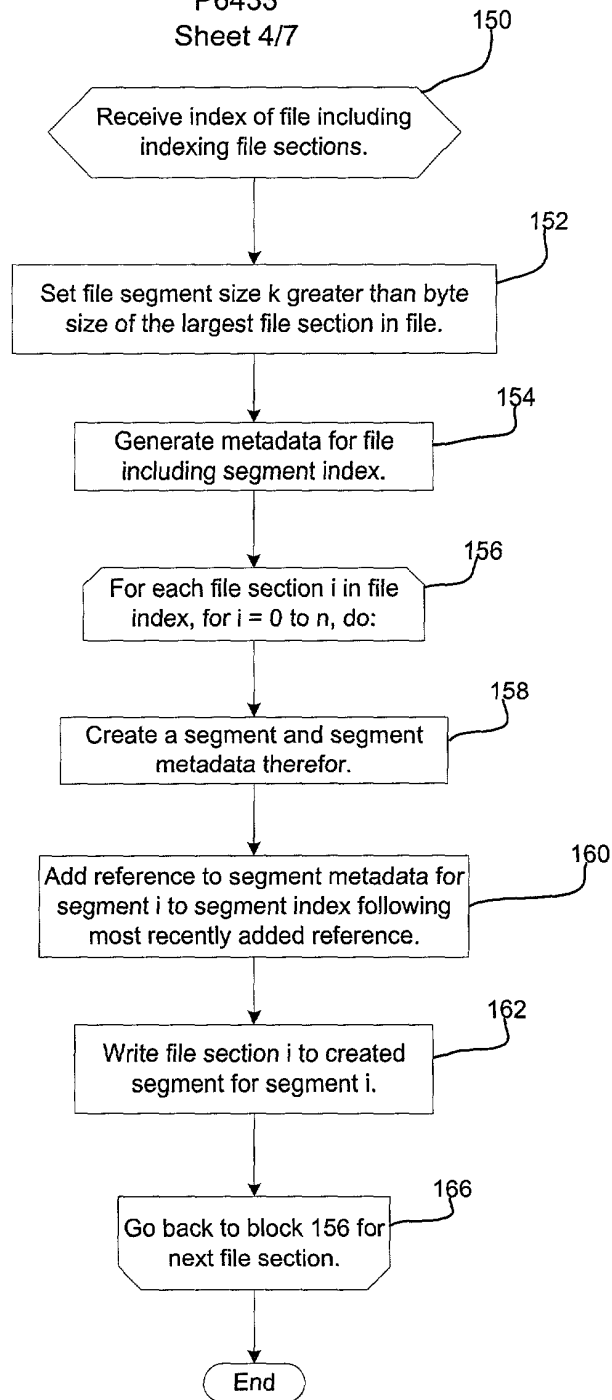 P6433
Sheet 4/7
150
Receive index of file including
indexing file sections.
152
Set file segment size k greater than byte
size of the largest file section in file.
154
Generate metadata for file
including segment index.
156
For each file section i in file
index, for i = 0 to n, do:
158
Create a segment and segment
metadata therefor.
160
Add reference to segment metadata for
segment i to segment index following
most recently added reference.
162
Write file section i to created
segment for segment i.
166
Go back to block 156 for
next file section.
End